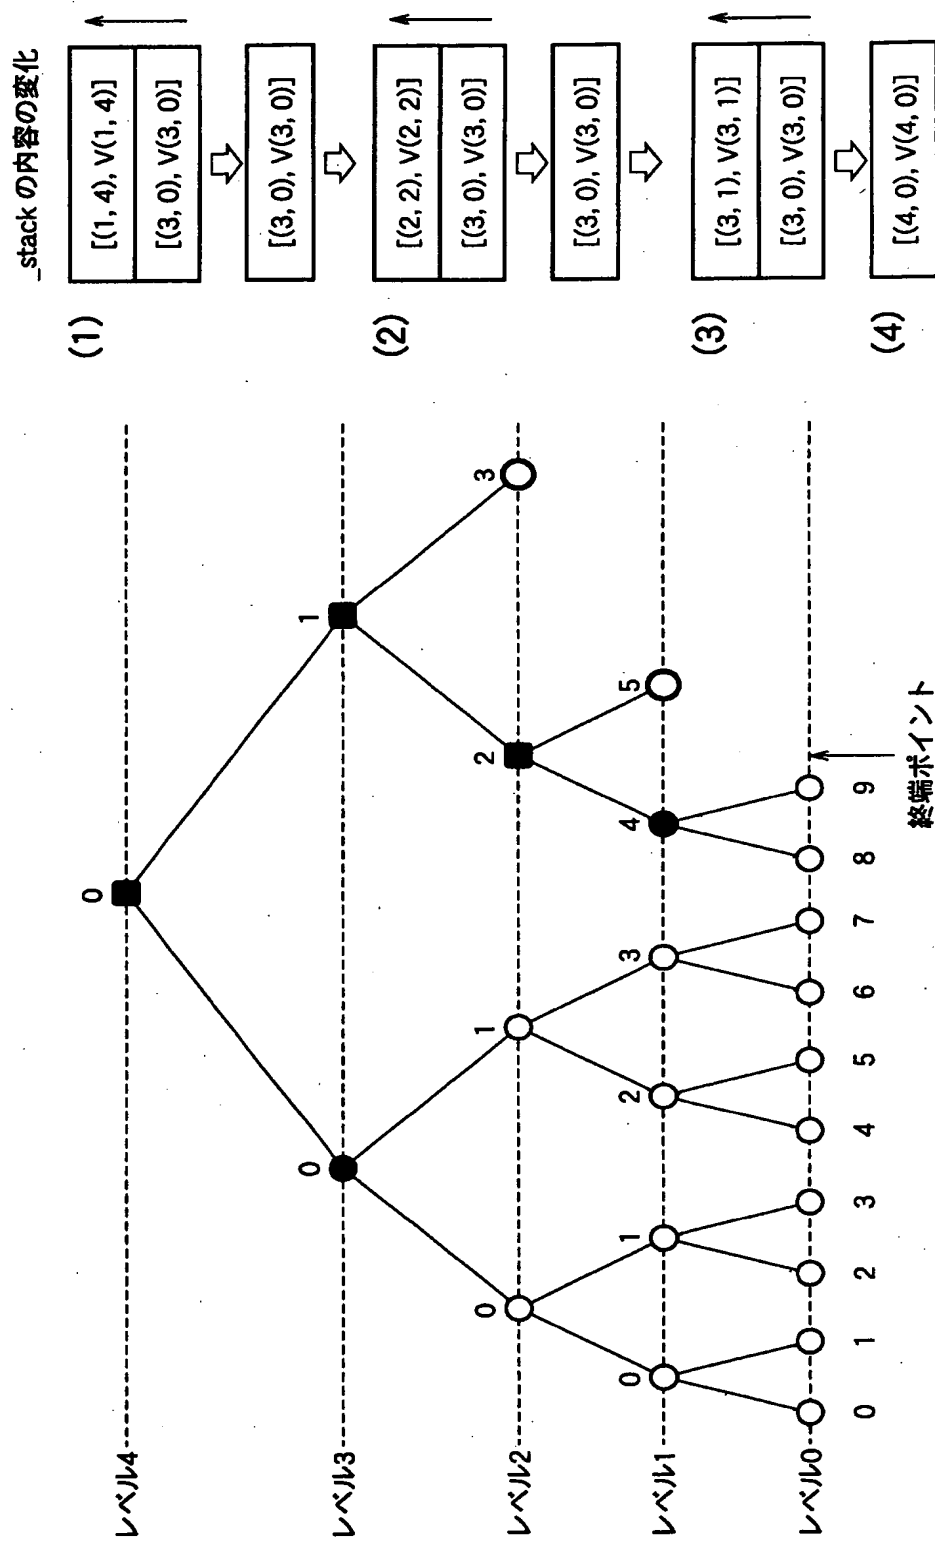 _stack の内容の変化
(1)
[(1, 4), V(1, 4)]
[(3, 0), V(3, 0)]
[(3, 0), V(3, 0)]
(2)
[(2, 2), V(2, 2)]
[(3, 0), V(3, 0)]
[(3, 0), V(3, 0)]
(3)
[(3, 1), V(3, 1)]
[(3, 0), V(3, 0)]
(4)
[(4, 0), V(4, 0)]
レベル4
0
レベル3
0 1
レベル2
0 1 2 3
レベル1
0 1 2 3 4 5
レベル0
0 1 2 3 4 5 6 7 8 9
終端ポイント